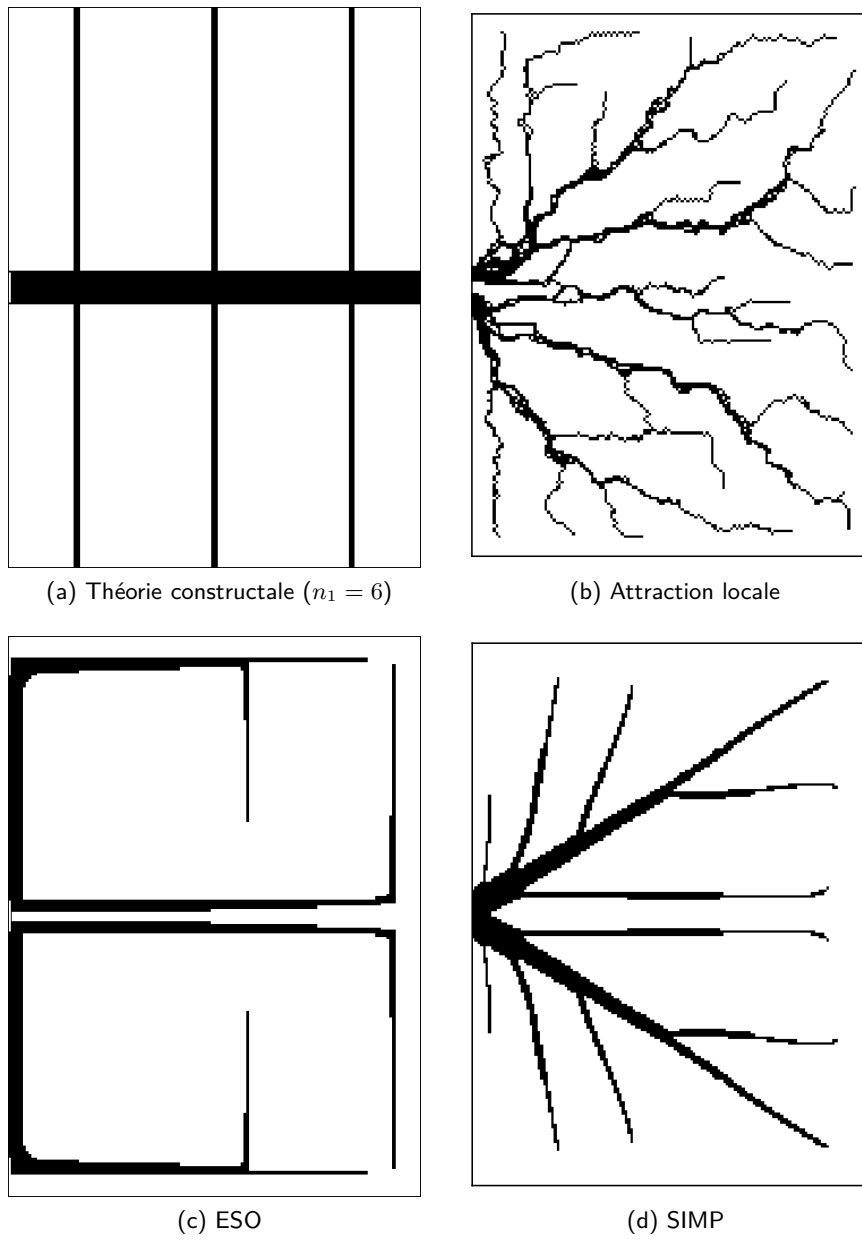 (a) Théorie constructale (n₁ = 6)
(b) Attraction locale
(c) ESO
(d) SIMP